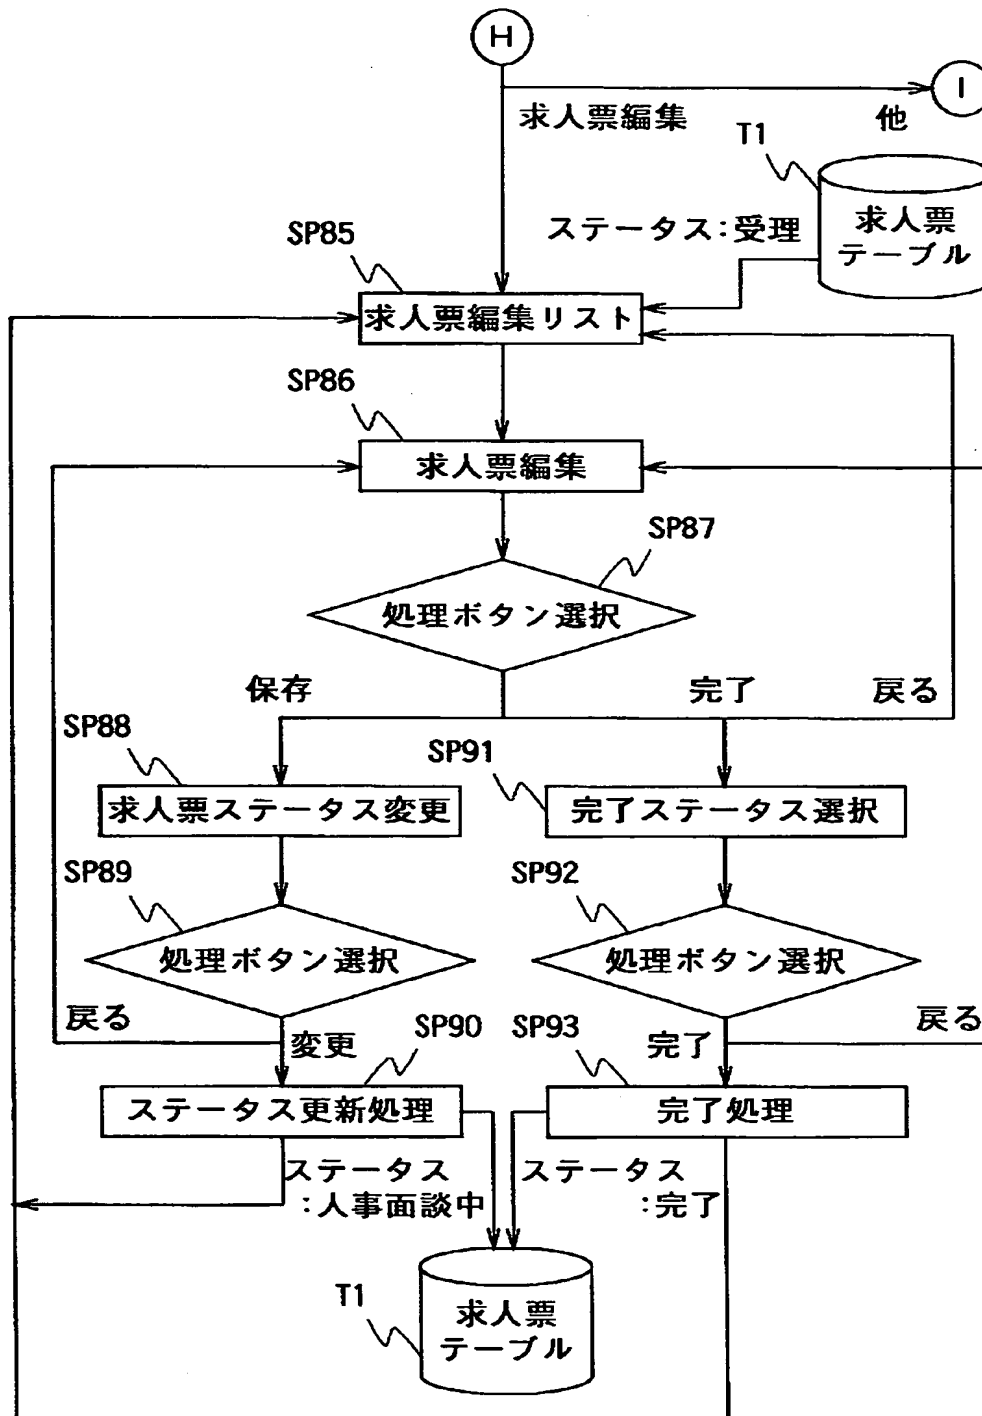 H
I
求人票編集
他
T1
求人票
テーブル
ステータス:受理
SP85
求人票編集リスト
SP86
求人票編集
SP87
処理ボタン選択
保存
完了
戻る
SP88
求人票ステータス変更
SP91
完了ステータス選択
SP89
処理ボタン選択
SP92
処理ボタン選択
戻る
変更
SP90
ステータス更新処理
SP93
完了
戻る
完了処理
ステータス
:人事面談中
ステータス
:完了
T1
求人票
テーブル